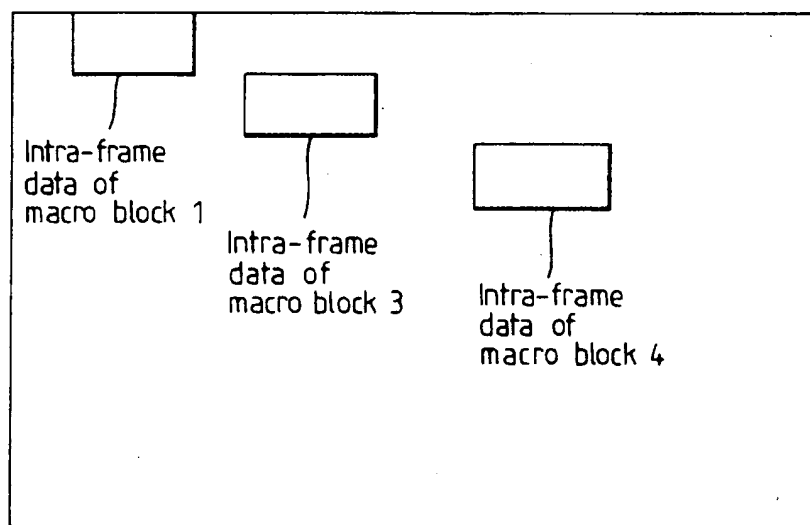 Intra-frame
data of
macro block 1
Intra-frame
data of
macro block 3
Intra-frame
data of
macro block 4